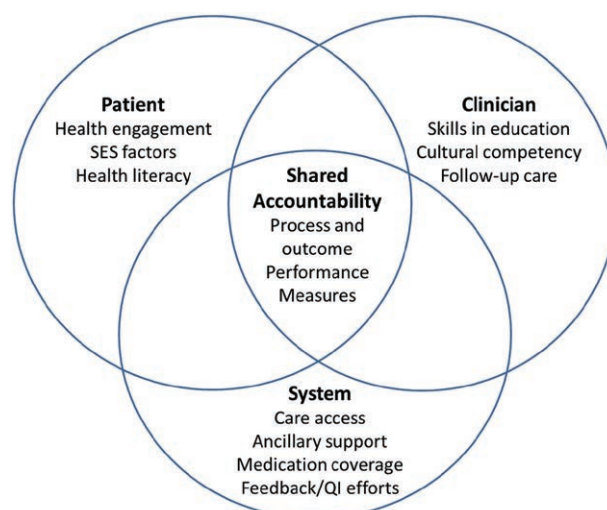 Patient
Health engagement
SES factors
Health literacy
Clinician
Skills in education
Cultural competency
Follow-up care
Shared
Accountability
Process and
outcome
Performance
Measures
System
Care access
Ancillary support
Medication coverage
Feedback/QI efforts